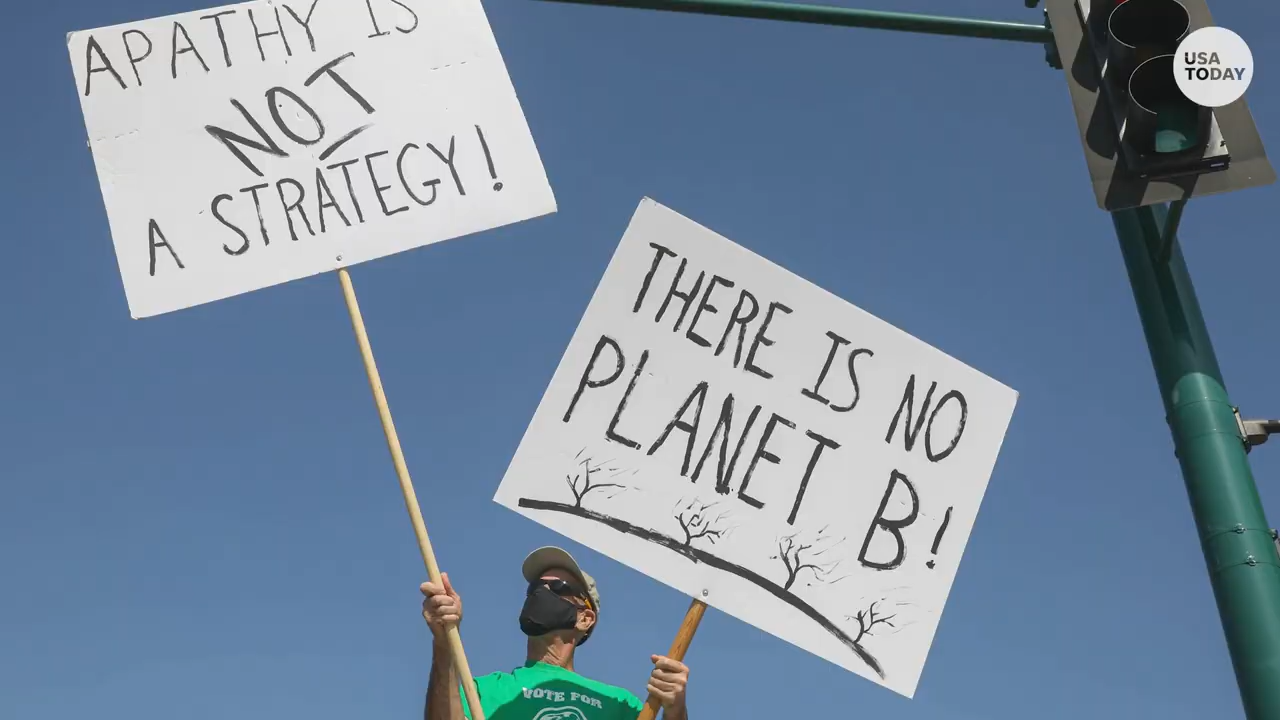 APATHY IS
NOT
A STRATEGY!
THERE IS NO
PLANET B!
VOTE FOR
USA
TODAY